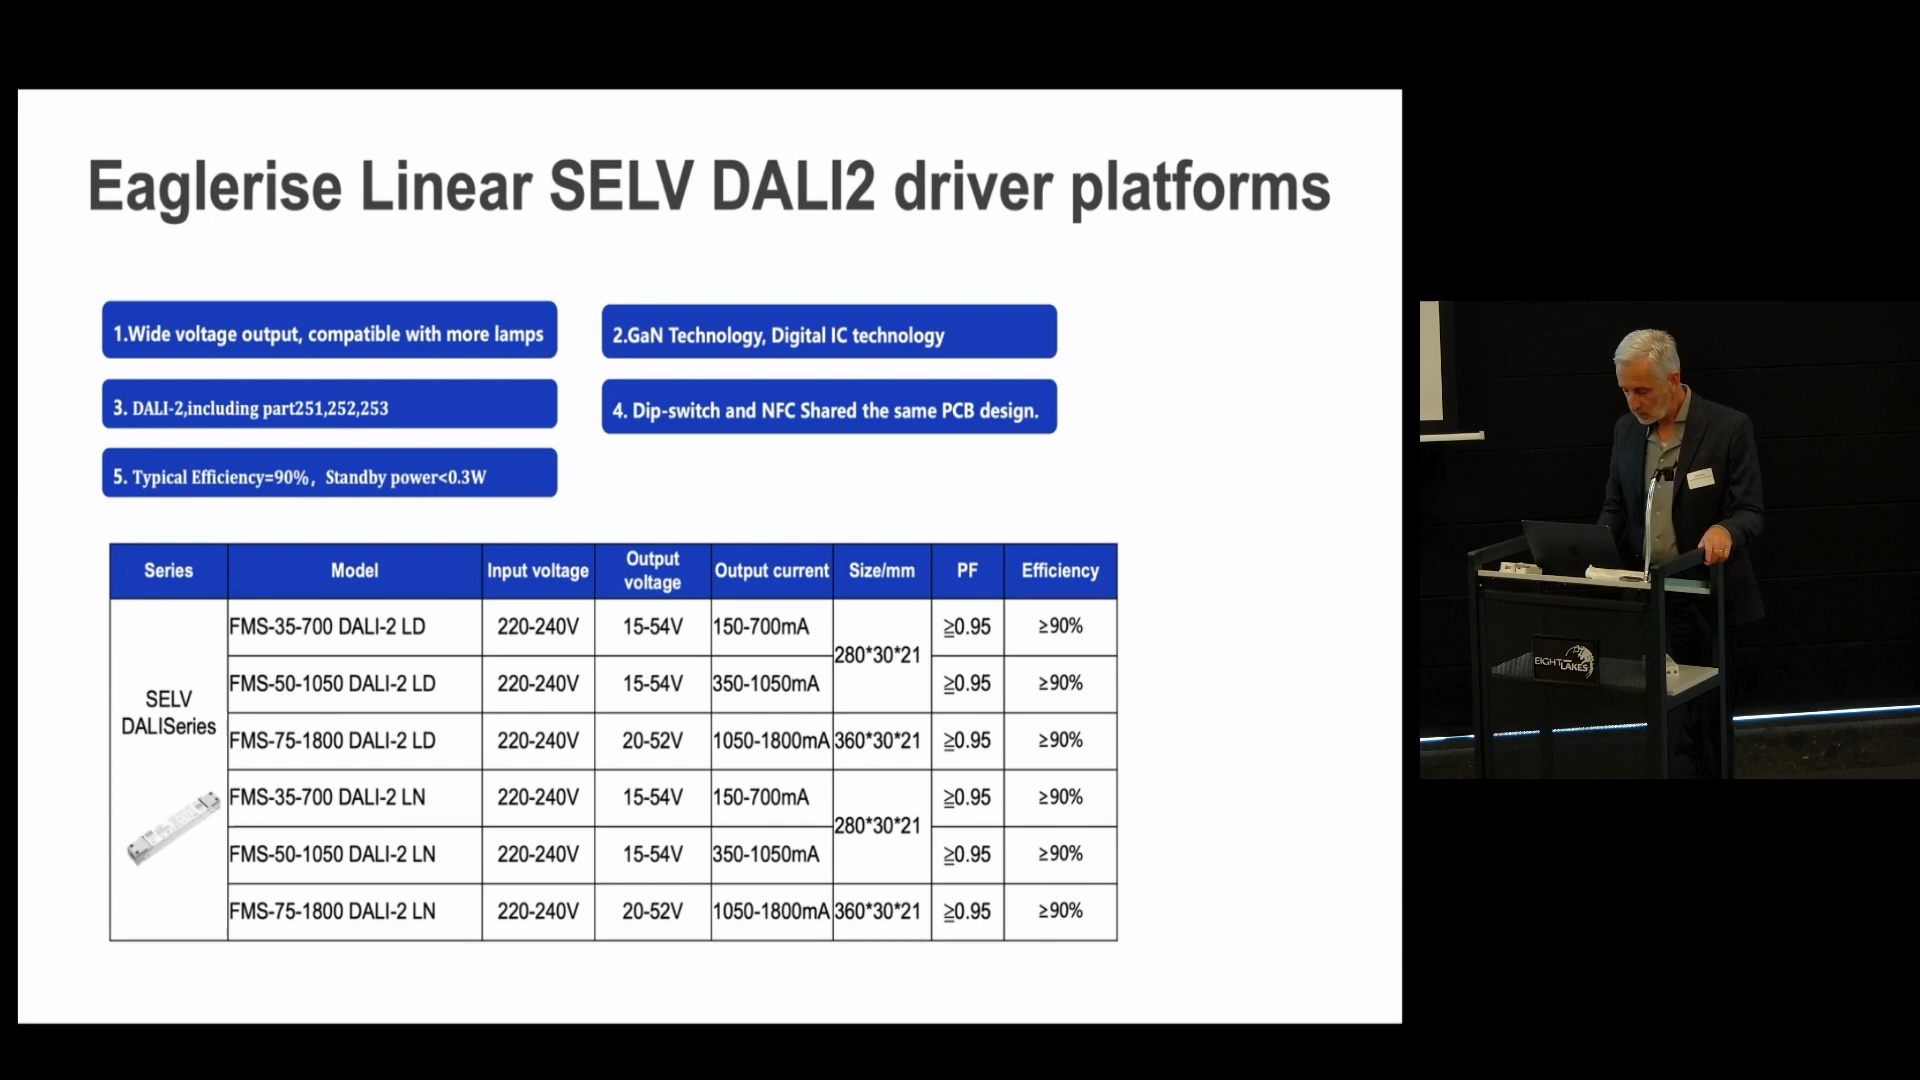 Eaglerise Linear SELV DALI2 driver platforms
1.Wide voltage output, compatible with more lamps
2.GaN Technology, Digital IC technology
3. DALI-2,including part251,252,253
4. Dip-switch and NFC Shared the same PCB design.
5. Typical Efficiency=90%, Standby power<0.3W
Series Model Input voltage Output voltage Output current Size/mm PF Efficiency
SELV DALISeries
FMS-35-700 DALI-2 LD 220-240V 15-54V 150-700mA 280*30*21 ≧0.95 ≥90%
FMS-50-1050 DALI-2 LD 220-240V 15-54V 350-1050mA ≧0.95 ≥90%
FMS-75-1800 DALI-2 LD 220-240V 20-52V 1050-1800mA 360*30*21 ≧0.95 ≥90%
FMS-35-700 DALI-2 LN 220-240V 15-54V 150-700mA 280*30*21 ≧0.95 ≥90%
FMS-50-1050 DALI-2 LN 220-240V 15-54V 350-1050mA ≧0.95 ≥90%
FMS-75-1800 DALI-2 LN 220-240V 20-52V 1050-1800mA 360*30*21 ≧0.95 ≥90%
EIGHT LAKES